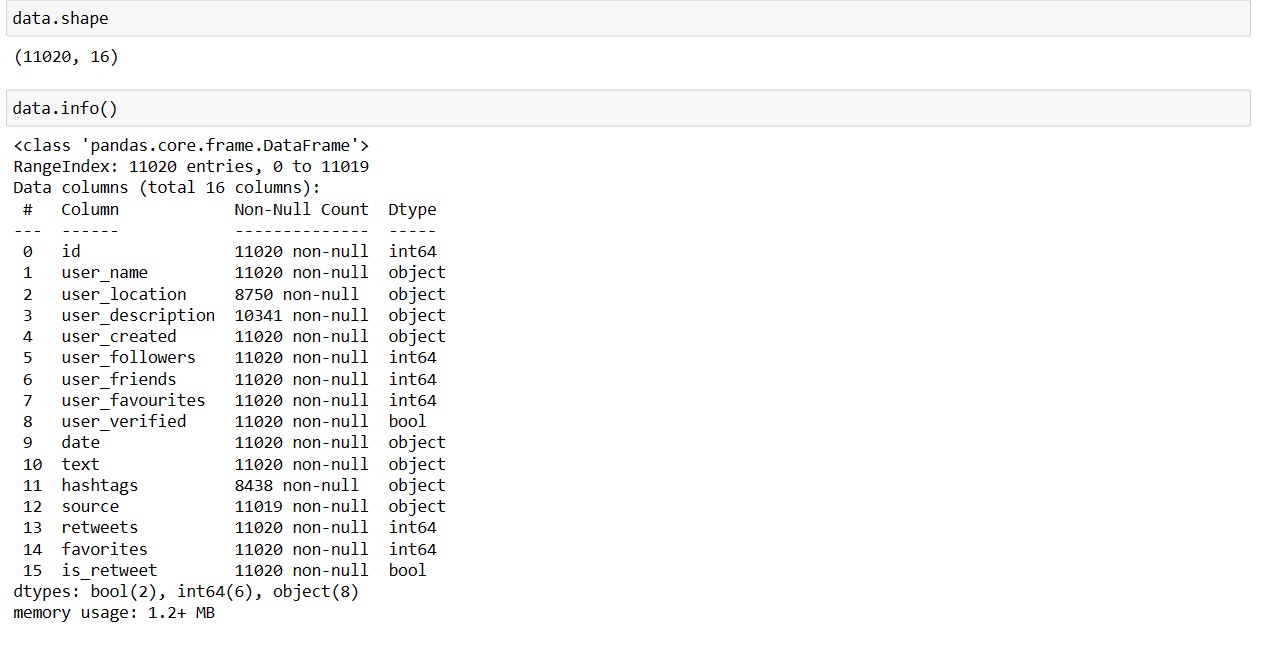 data.shape
(11020, 16)
data.info()
<class 'pandas.core.frame.DataFrame'>
RangeIndex: 11020 entries, 0 to 11019
Data columns (total 16 columns):
 #   Column            Non-Null Count  Dtype
---  ------            --------------  -----
 0   id                11020 non-null  int64
 1   user_name         11020 non-null  object
 2   user_location     8750 non-null   object
 3   user_description  10341 non-null  object
 4   user_created      11020 non-null  object
 5   user_followers    11020 non-null  int64
 6   user_friends      11020 non-null  int64
 7   user_favourites   11020 non-null  int64
 8   user_verified     11020 non-null  bool
 9   date              11020 non-null  object
 10  text              11020 non-null  object
 11  hashtags          8438 non-null   object
 12  source            11019 non-null  object
 13  retweets          11020 non-null  int64
 14  favorites         11020 non-null  int64
 15  is_retweet        11020 non-null  bool
dtypes: bool(2), int64(6), object(8)
memory usage: 1.2+ MB